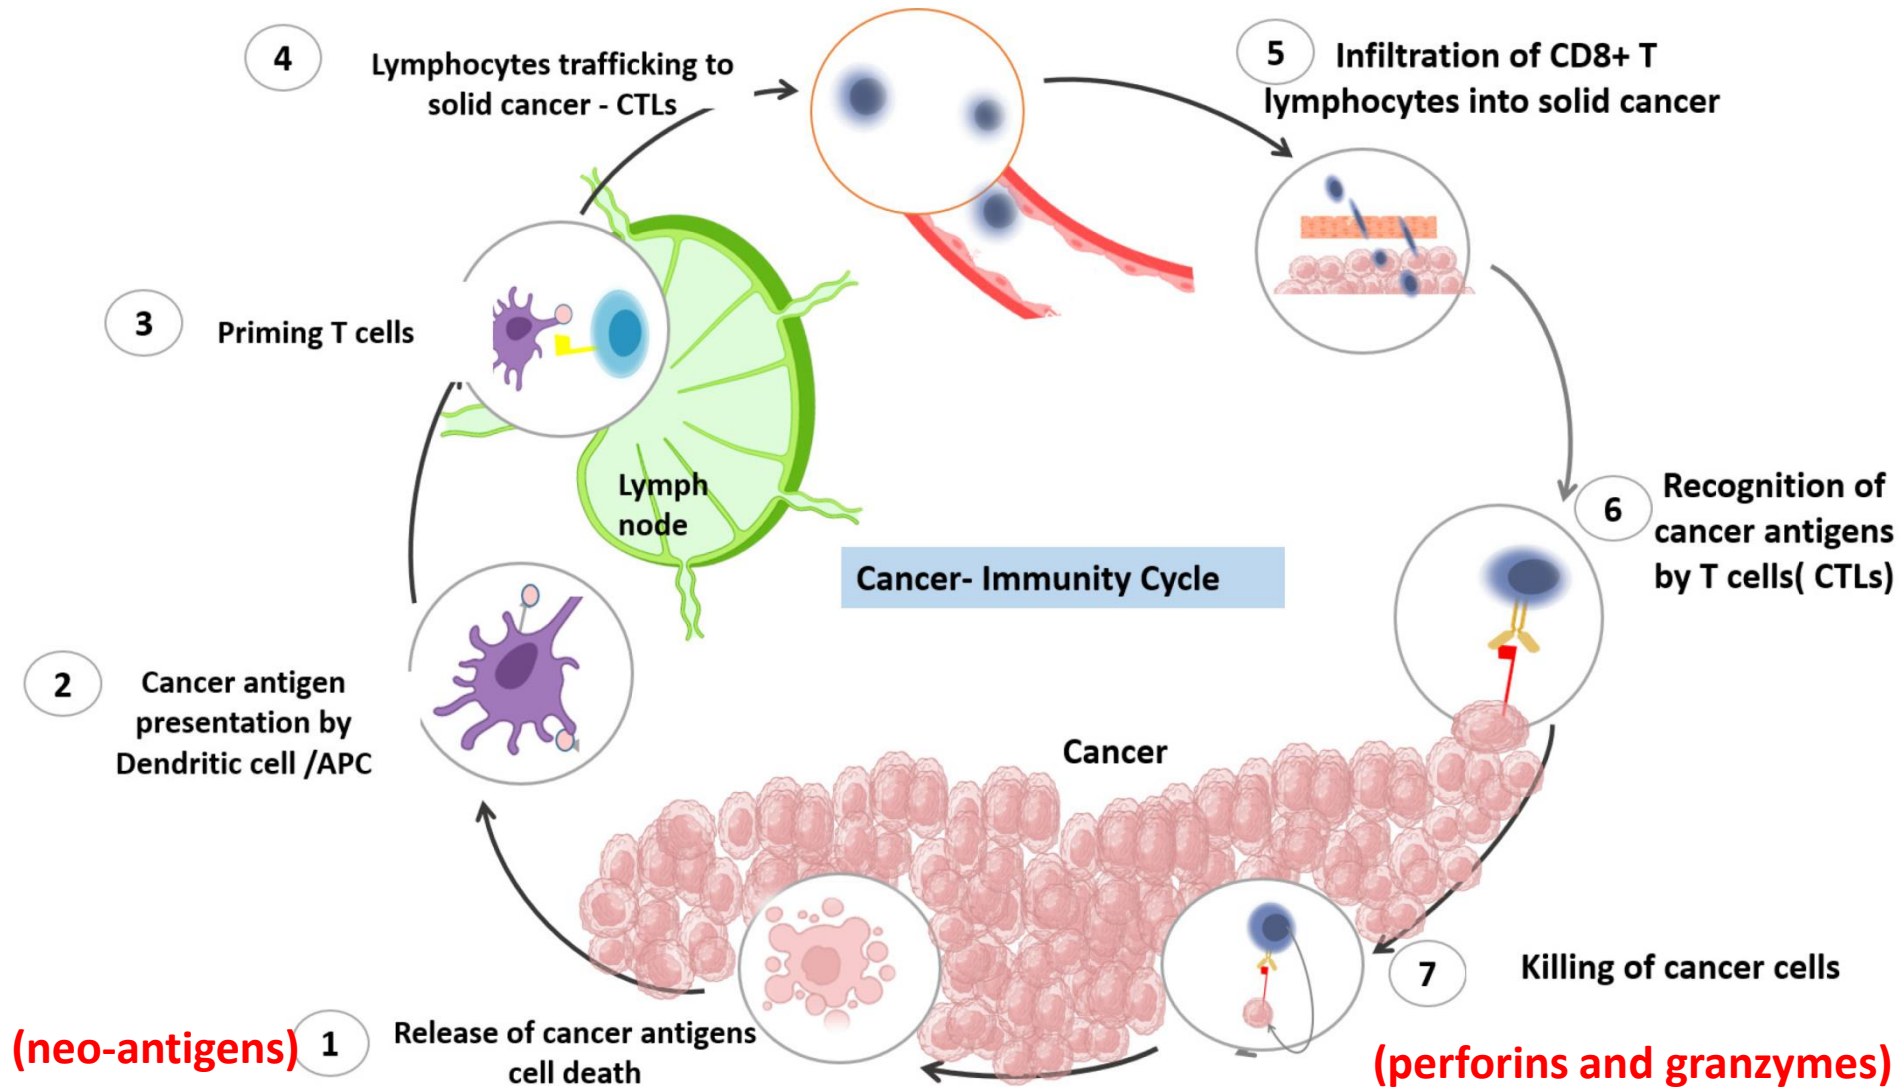 4
Lymphocytes trafficking to
solid cancer - CTLs
5
Infiltration of CD8+ T
lymphocytes into solid cancer
3
Priming T cells
Lymph
node
6
Recognition of
cancer antigens
by T cells( CTLs)
Cancer- Immunity Cycle
2
Cancer antigen
presentation by
Dendritic cell /APC
Cancer
7
Killing of cancer cells
(perforins and granzymes)
(neo-antigens)
1
Release of cancer antigens
cell death